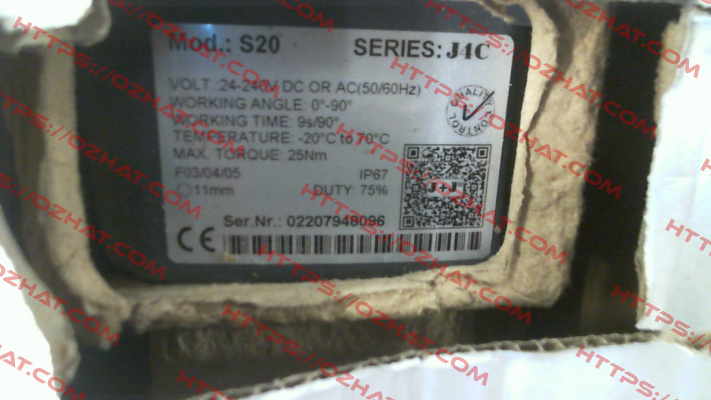 Mod.: S20 SERIES: J4C
VOLT.: 24-240V DC OR AC(50/60Hz)
WORKING ANGLE: 0°-90°
WORKING TIME: 9s/90°
TEMPERATURE: -20°C to 70°C
MAX. TORQUE: 25Nm
F03/04/05 IP67
11mm DUTY: 75%
QUALITY CONTROL
J+J
Ser.Nr.: 02207948096
CE
HTTPS://OZHAT.COM